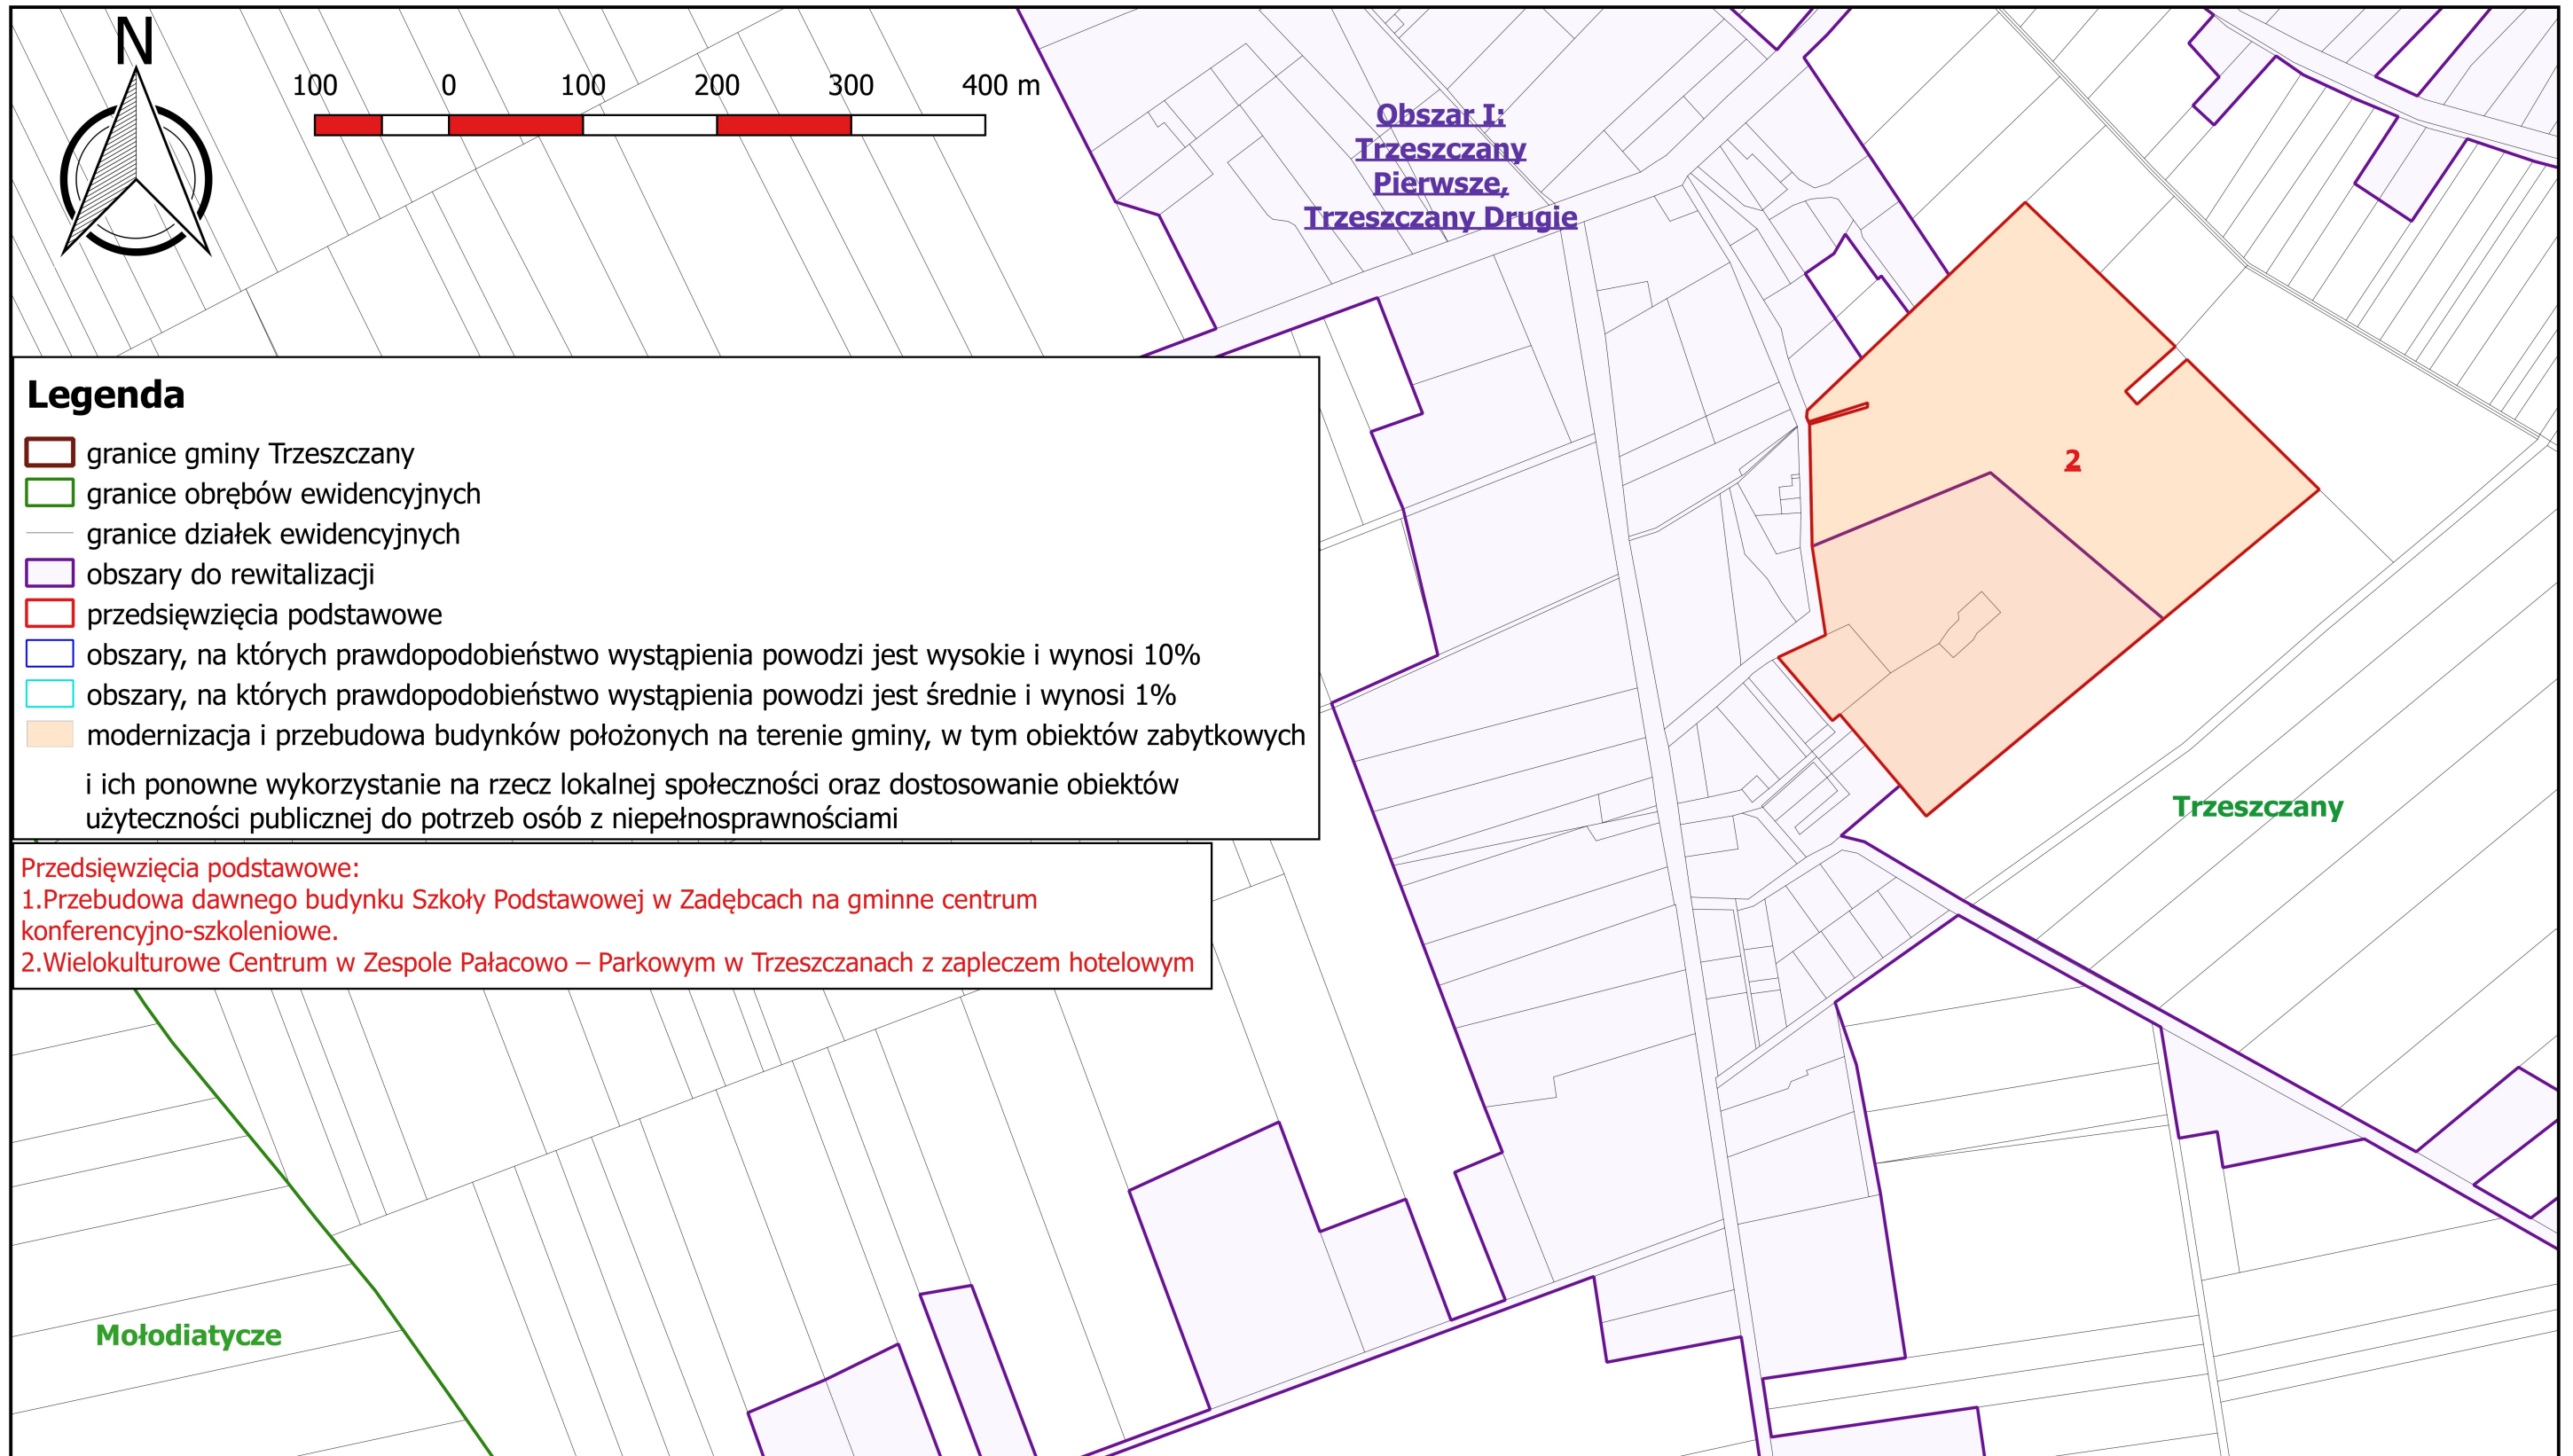 N
100 0 100 200 300 400 m
Obszar I:
Trzeszczany
Pierwsze,
Trzeszczany Drugie
Legenda
granice gminy Trzeszczany
granice obrębów ewidencyjnych
granice działek ewidencyjnych
obszary do rewitalizacji
przedsięwzięcia podstawowe
obszary, na których prawdopodobieństwo wystąpienia powodzi jest wysokie i wynosi 10%
obszary, na których prawdopodobieństwo wystąpienia powodzi jest średnie i wynosi 1%
modernizacja i przebudowa budynków położonych na terenie gminy, w tym obiektów zabytkowych
i ich ponowne wykorzystanie na rzecz lokalnej społeczności oraz dostosowanie obiektów
użyteczności publicznej do potrzeb osób z niepełnosprawnościami
2
Trzeszczany
Przedsięwzięcia podstawowe:
1.Przebudowa dawnego budynku Szkoły Podstawowej w Zadębcach na gminne centrum
konferencyjno-szkoleniowe.
2.Wielokulturowe Centrum w Zespole Pałacowo – Parkowym w Trzeszczanach z zapleczem hotelowym
Mołodiatycze